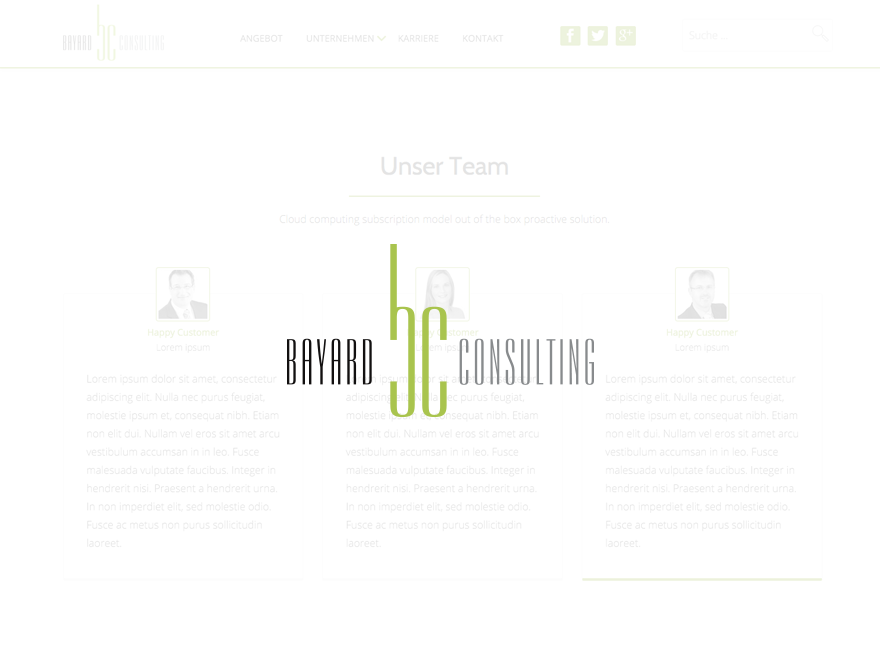 BAYARD bc CONSULTING
ANGEBOT UNTERNEHMEN KARRIERE KONTAKT Suche ...
Unser Team
Cloud computing subscription model out of the box proactive solution.
BAYARD bc CONSULTING
Happy Customer
Lorem Ipsum
Lorem ipsum dolor sit amet, consectetur
adipiscing elit. Nulla nec purus feugiat,
molestie ipsum et, consequat nibh. Etiam
non elit dui. Nullam vel eros sit amet arcu
vestibulum accumsan in in leo. Fusce
malesuada vulputate faucibus. Integer in
hendrerit nisi. Praesent a hendrerit urna.
In non imperdiet elit, sed molestie odio.
Fusce ac metus non purus sollicitudin
laoreet.
Happy Customer
Lorem Ipsum
Lorem ipsum dolor sit amet, consectetur
adipiscing elit. Nulla nec purus feugiat,
molestie ipsum et, consequat nibh. Etiam
non elit dui. Nullam vel eros sit amet arcu
vestibulum accumsan in in leo. Fusce
malesuada vulputate faucibus. Integer in
hendrerit nisi. Praesent a hendrerit urna.
In non imperdiet elit, sed molestie odio.
Fusce ac metus non purus sollicitudin
laoreet.
Happy Customer
Lorem Ipsum
Lorem ipsum dolor sit amet, consectetur
adipiscing elit. Nulla nec purus feugiat,
molestie ipsum et, consequat nibh. Etiam
non elit dui. Nullam vel eros sit amet arcu
vestibulum accumsan in in leo. Fusce
malesuada vulputate faucibus. Integer in
hendrerit nisi. Praesent a hendrerit urna.
In non imperdiet elit, sed molestie odio.
Fusce ac metus non purus sollicitudin
laoreet.